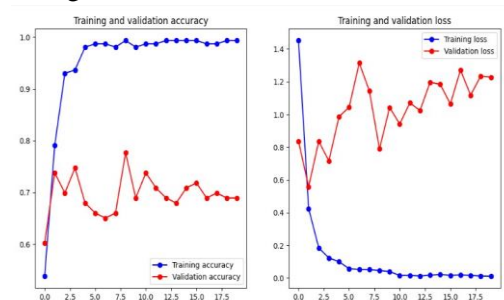 Training and validation accuracy
1.0
0.9
0.8
0.7
0.6
0.0 2.5 5.0 7.5 10.0 12.5 15.0 17.5
Training accuracy
Validation accuracy
Training and validation loss
1.4
1.2
1.0
0.8
0.6
0.4
0.2
0.0
0.0 2.5 5.0 7.5 10.0 12.5 15.0 17.5
Training loss
Validation loss